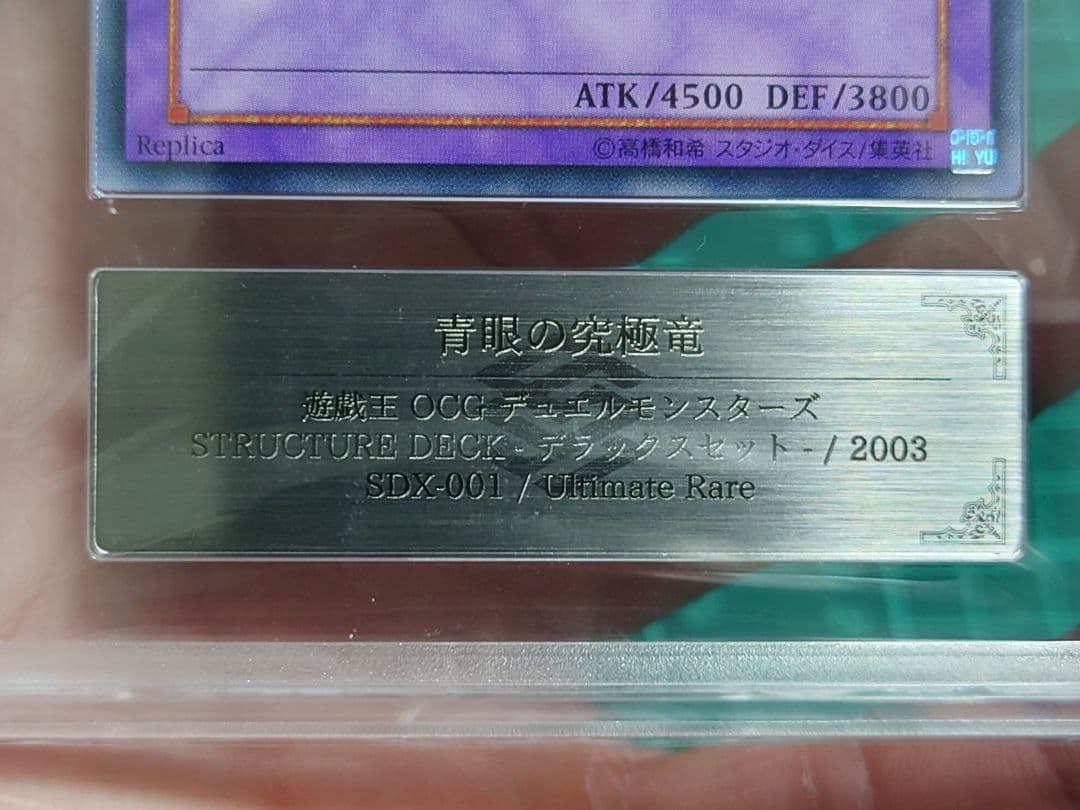 ATK/4500 DEF/3800
Replica
©高橋和希 スタジオ・ダイス/集英社
青眼の究極竜
遊戯王 OCG デュエルモンスターズ
STRUCTURE DECK - デラックスセット - / 2003
SDX-001 / Ultimate Rare